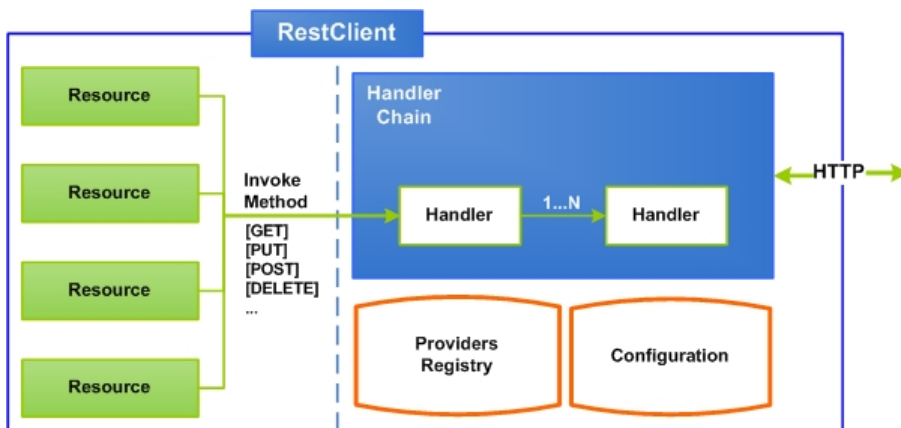 RestClient
Resource
Resource
Resource
Resource
Invoke
Method
[GET]
[PUT]
[POST]
[DELETE]
...
Handler
Chain
Handler
1...N
Handler
HTTP
Providers
Registry
Configuration